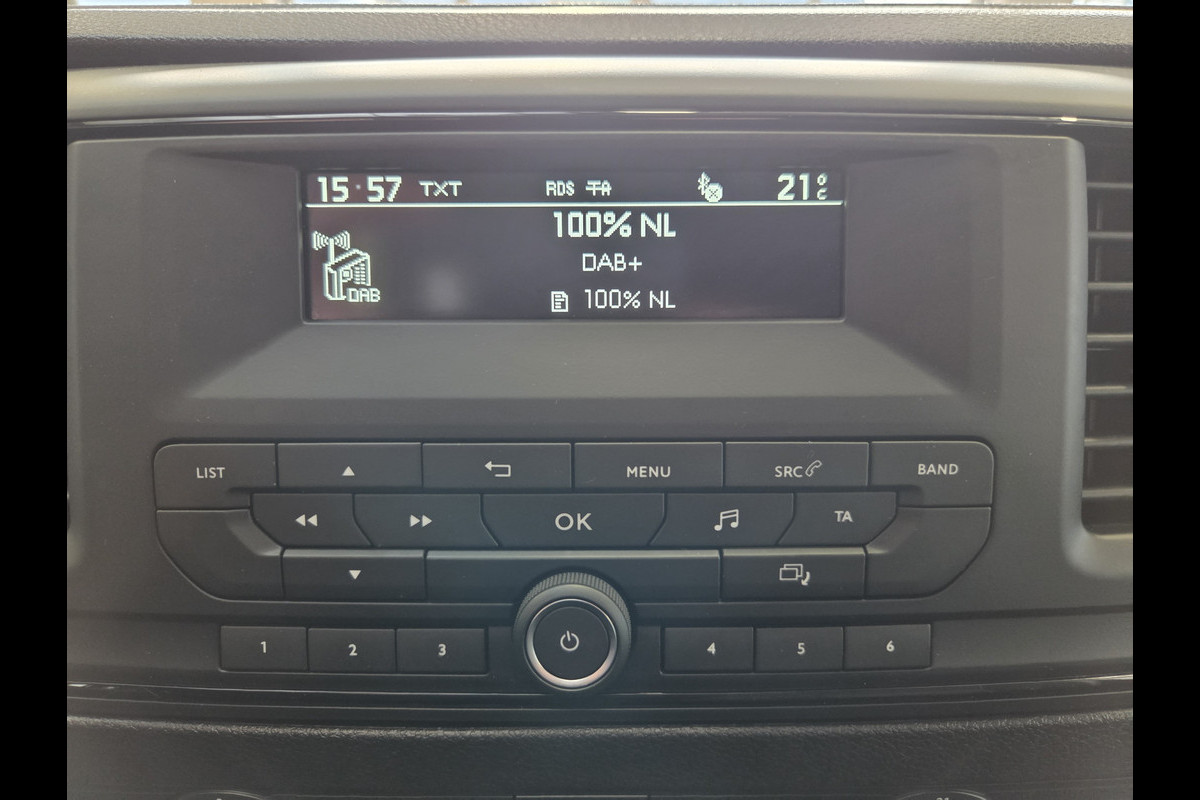 15:57 TXT RDS TA 21°C
100% NL
DAB+
100% NL
DAB
LIST MENU SRC BAND
OK TA
1 2 3 4 5 6